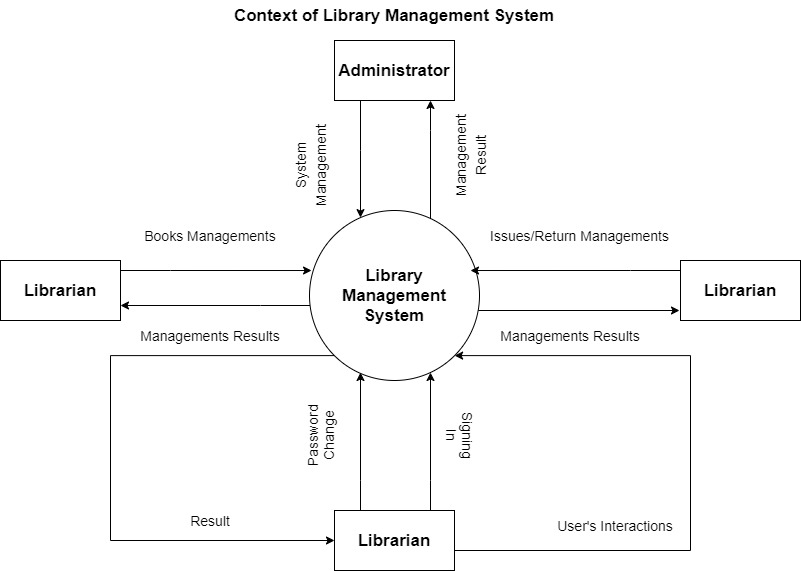 Context of Library Management System
Administrator
System
Management
Management
Result
Books Managements
Issues/Return Managements
Librarian
Library
Management
System
Librarian
Managements Results
Managements Results
Password
Change
Signing
In
Result
User's Interactions
Librarian